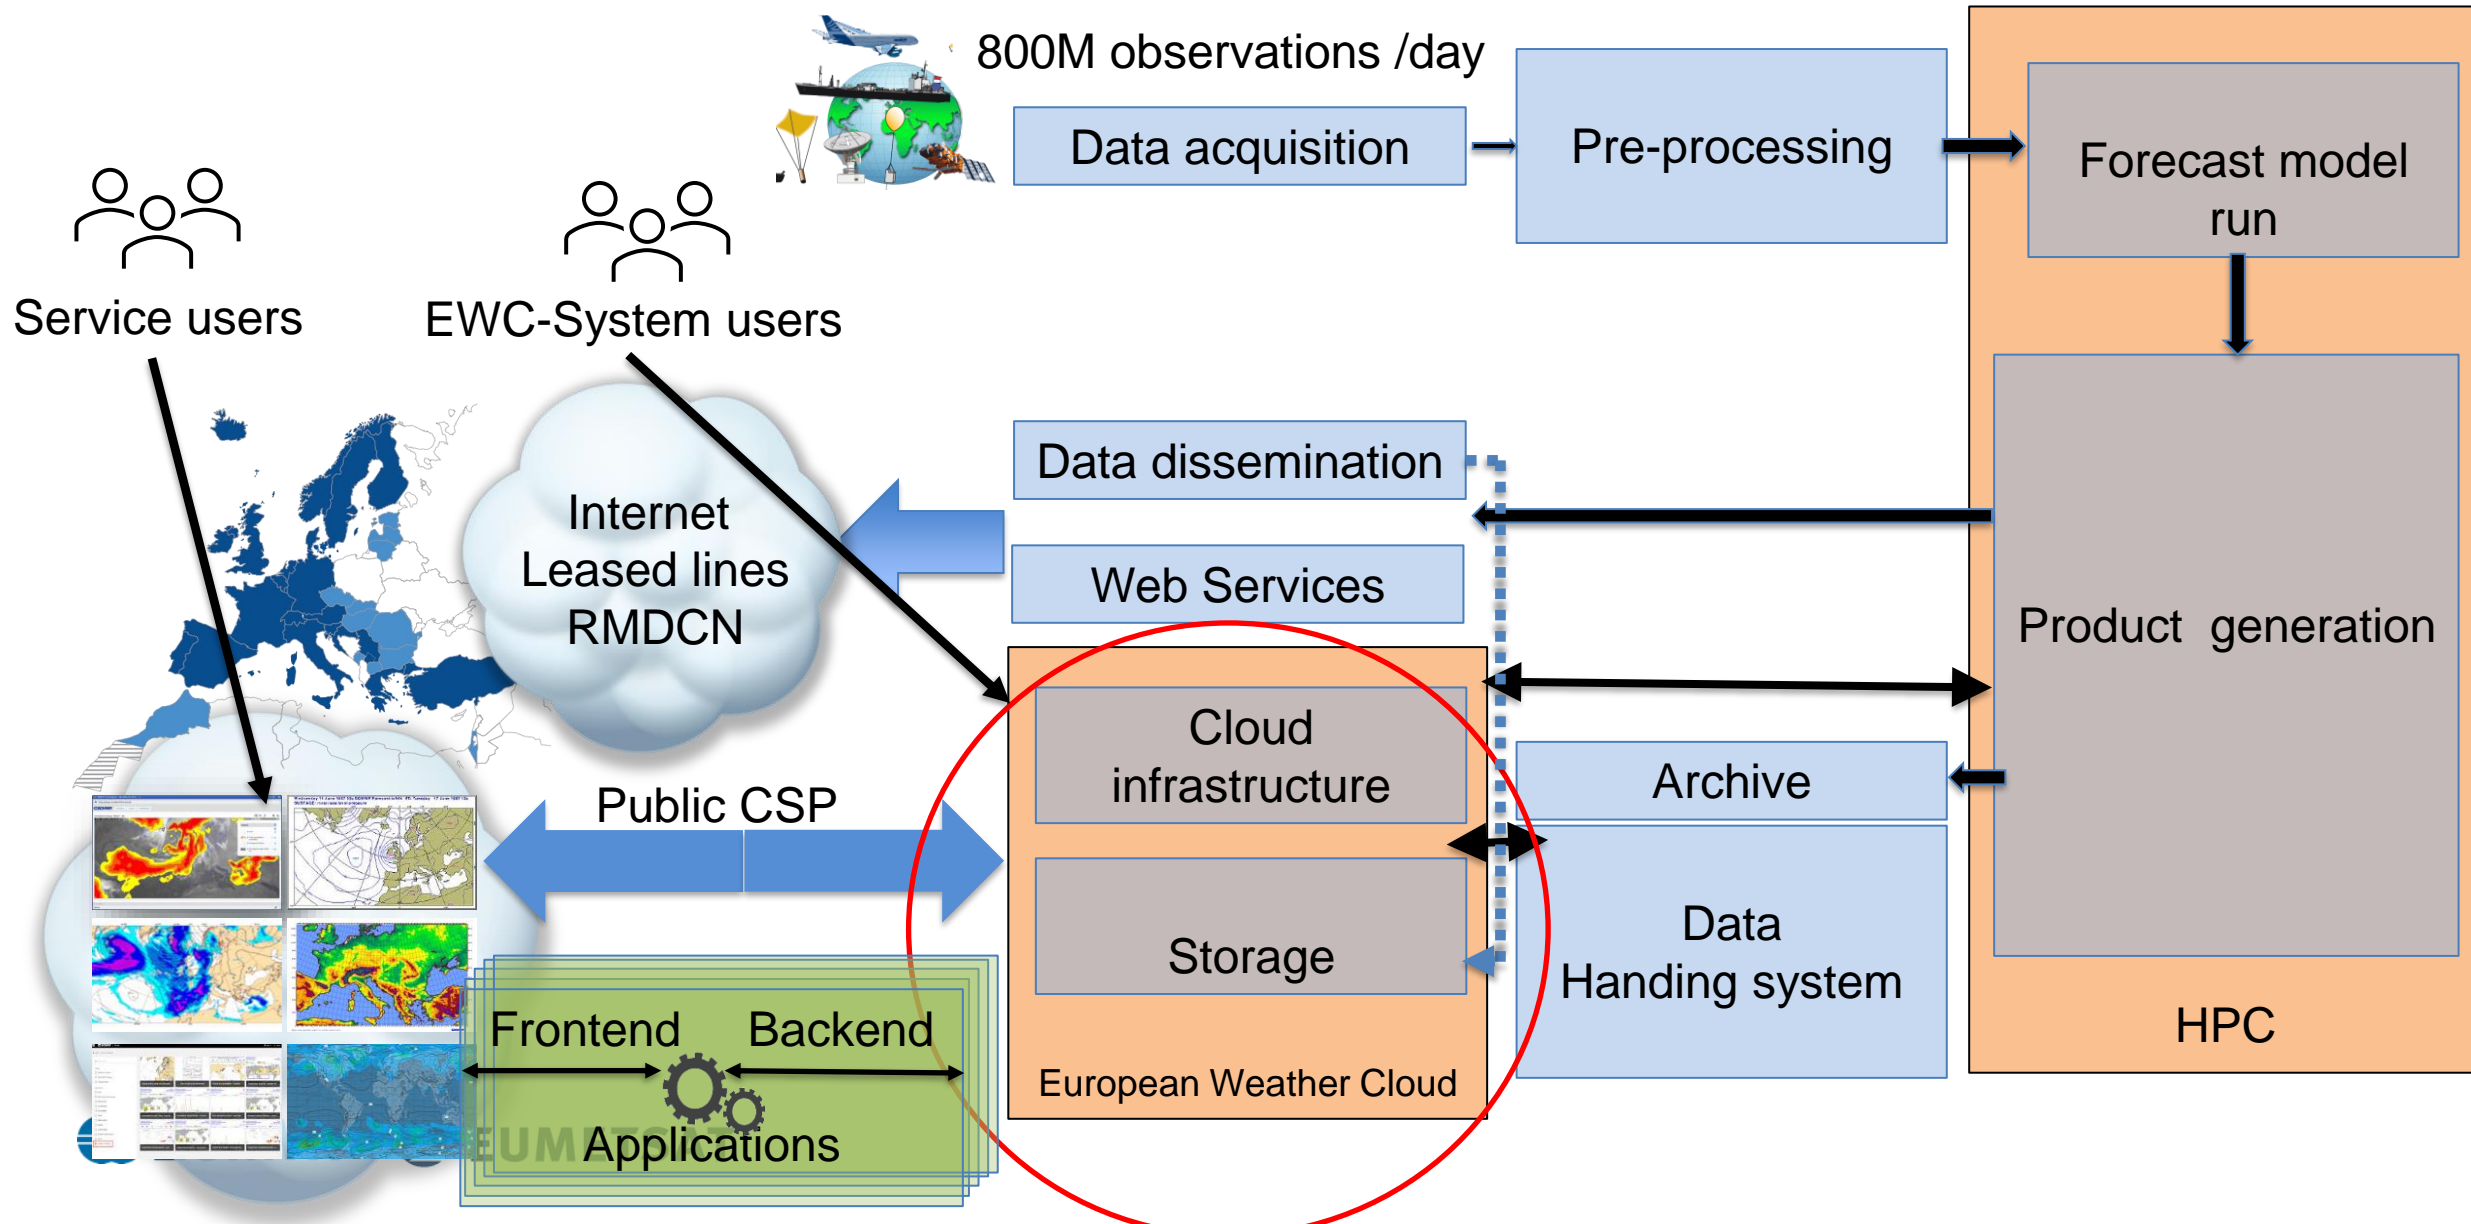 800M observations /day
Data acquisition
Pre-processing
Forecast model
run
Service users
EWC-System users
Data dissemination
Internet
Leased lines
RMDCN
Web Services
Product generation
Cloud
infrastructure
Archive
Public CSP
Storage
Data
Handing system
HPC
Frontend
Backend
European Weather Cloud
Applications
EUMETSAT